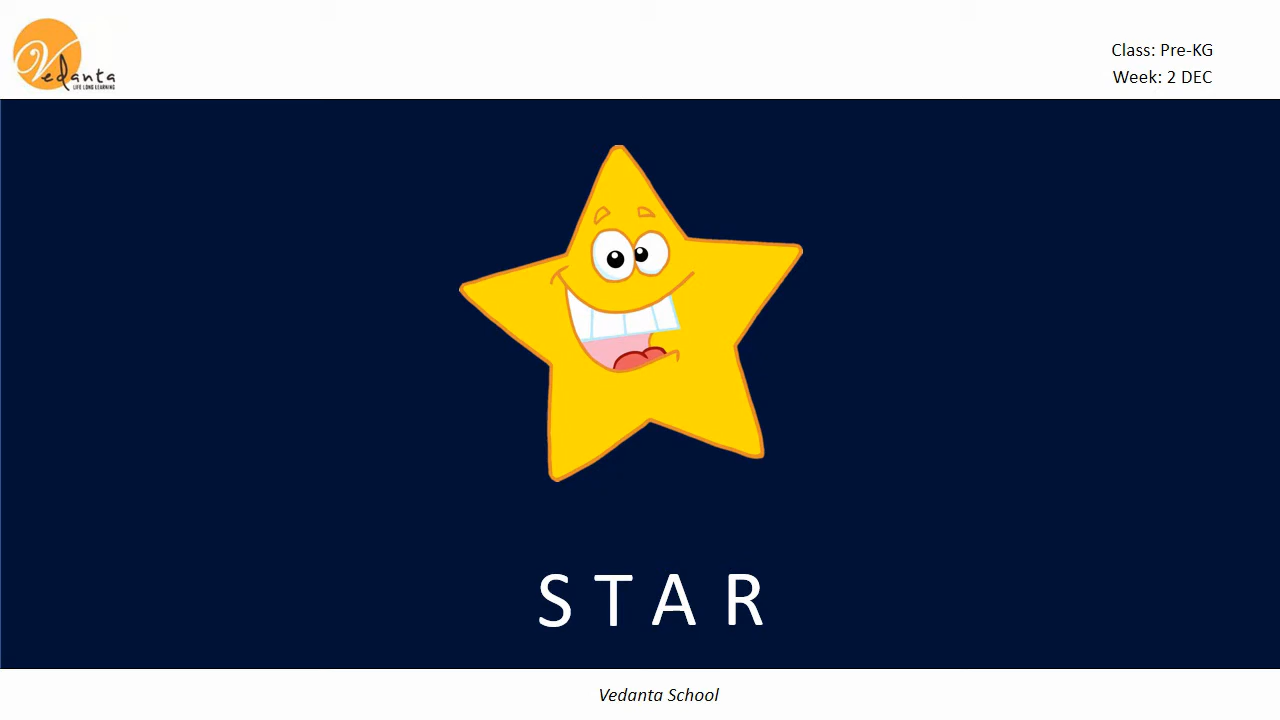 Vedanta
LIFE LONG LEARNING
Class: Pre-KG
Week: 2 DEC
S T A R
Vedanta School